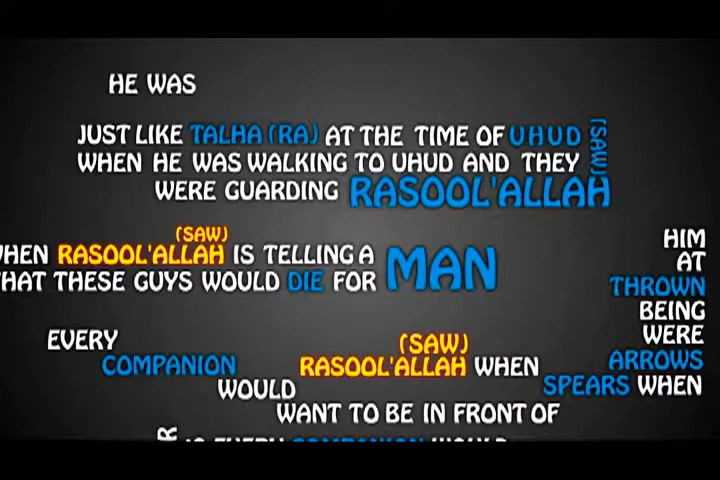 HE WAS
JUST LIKE TALHA (RA) AT THE TIME OF UHUD
WHEN HE WAS WALKING TO UHUD AND THEY
WERE GUARDING RASOOL'ALLAH (SAW)
(SAW)
WHEN RASOOL'ALLAH IS TELLING A MAN
THAT THESE GUYS WOULD DIE FOR
EVERY
COMPANION
WOULD
WANT TO BE IN FRONT OF
(SAW)
RASOOL'ALLAH WHEN
SPEARS WHEN
ARROWS
WERE
BEING
THROWN
AT
HIM